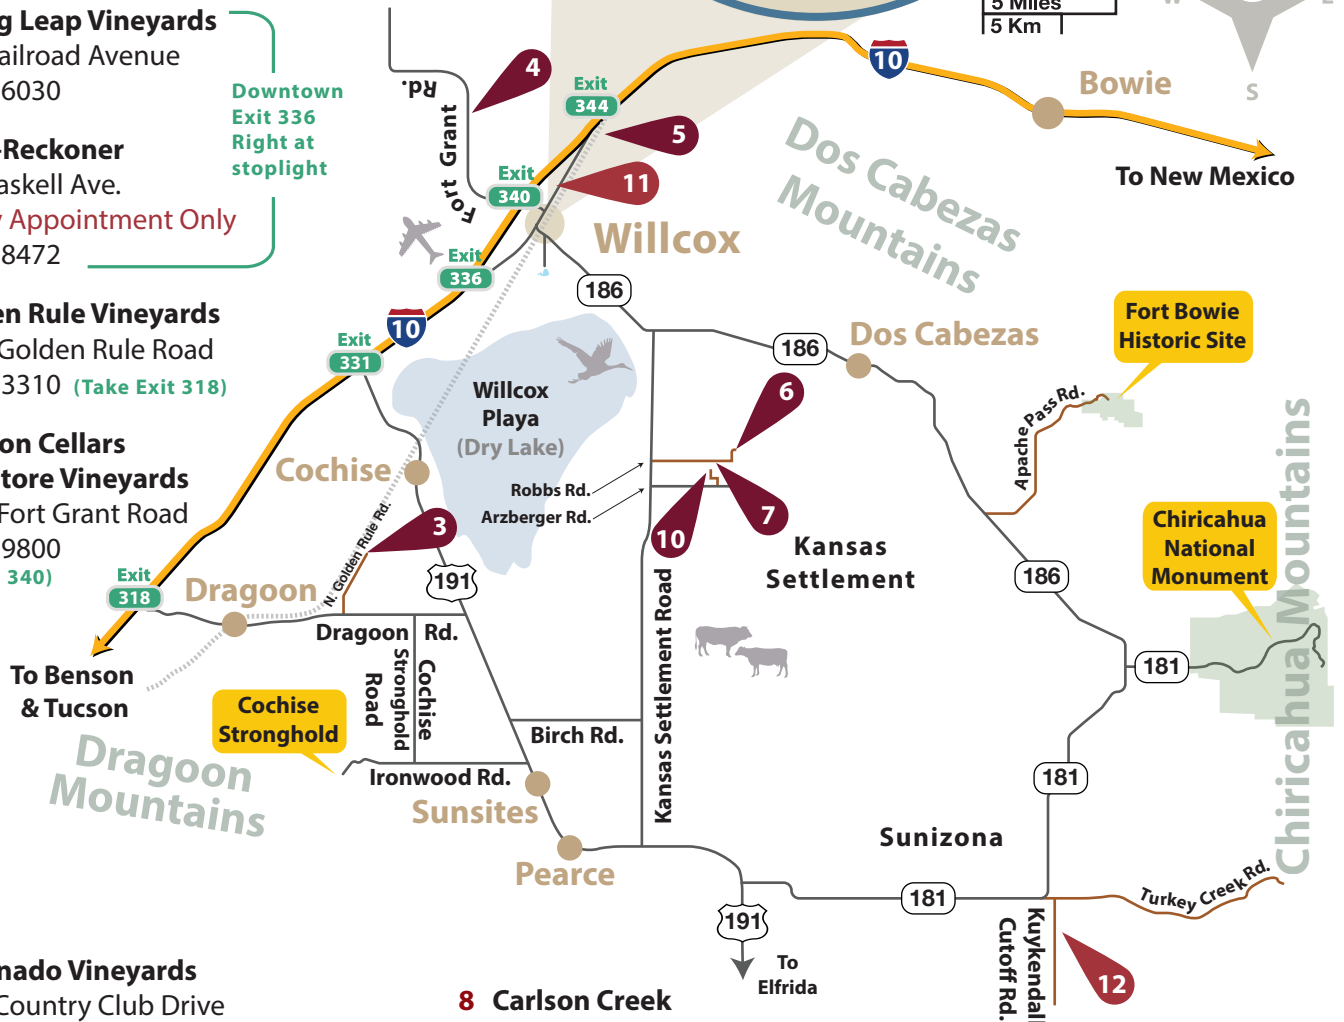 g Leap Vineyards
ailroad Avenue
6030
Downtown
Exit 336
Right at
stoplight
-Reckoner
askell Ave.
y Appointment Only
8472
en Rule Vineyards
Golden Rule Road
3310 (Take Exit 318)
on Cellars
tore Vineyards
Fort Grant Road
9800
340)
5 Miles
5 Km
S
10
Bowie
To New Mexico
Fort Grant Rd.
4
Exit
344
5
Exit
340
11
Willcox
Exit
336
10
Exit
331
Dos Cabezas
Mountains
186
186
Dos Cabezas
Fort Bowie
Historic Site
Apache Pass Rd.
Willcox
Playa
(Dry Lake)
6
Robbs Rd.
Arzberger Rd.
7
10
Kansas
Settlement
Cochise
3
N. Golden Rule Rd.
191
Exit
318
Dragoon
To Benson
& Tucson
Dragoon Rd.
Cochise
Stronghold
Road
Cochise
Stronghold
Ironwood Rd.
Birch Rd.
Kansas Settlement Road
Dragoon
Mountains
Sunsites
Pearce
Chiricahua
National
Monument
Chiricahua Mountains
186
181
181
Sunizona
181
191
To
Elfrida
Turkey Creek Rd.
Kuykendall
Cutoff Rd.
12
nado Vineyards
Country Club Drive
8 Carlson Creek